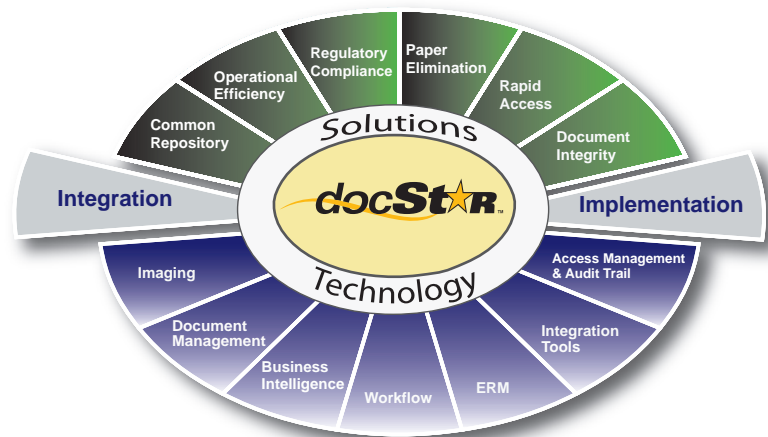 Regulatory
Compliance
Paper
Elimination
Operational
Efficiency
Rapid
Access
Common
Repository
Document
Integrity
Solutions
Integration
docStAR™
Implementation
Technology
Imaging
Access Management
& Audit Trail
Document
Management
Integration
Tools
Business
Intelligence
Workflow
ERM